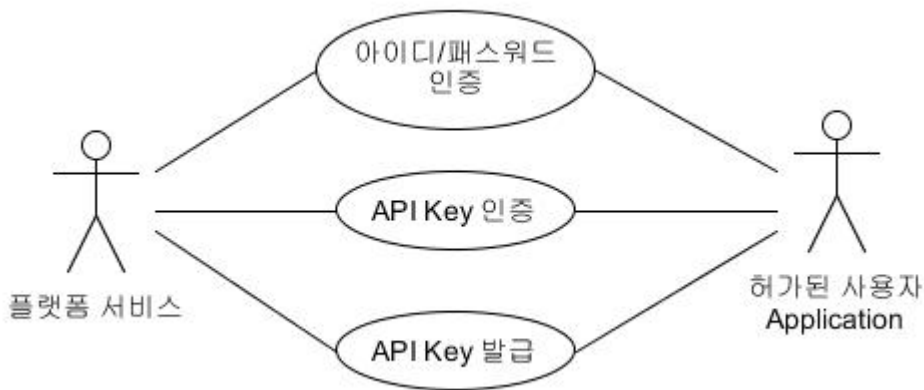 아이디/패스워드
인증
API Key 인증
플랫폼 서비스
허가된 사용자
Application
API Key 발급